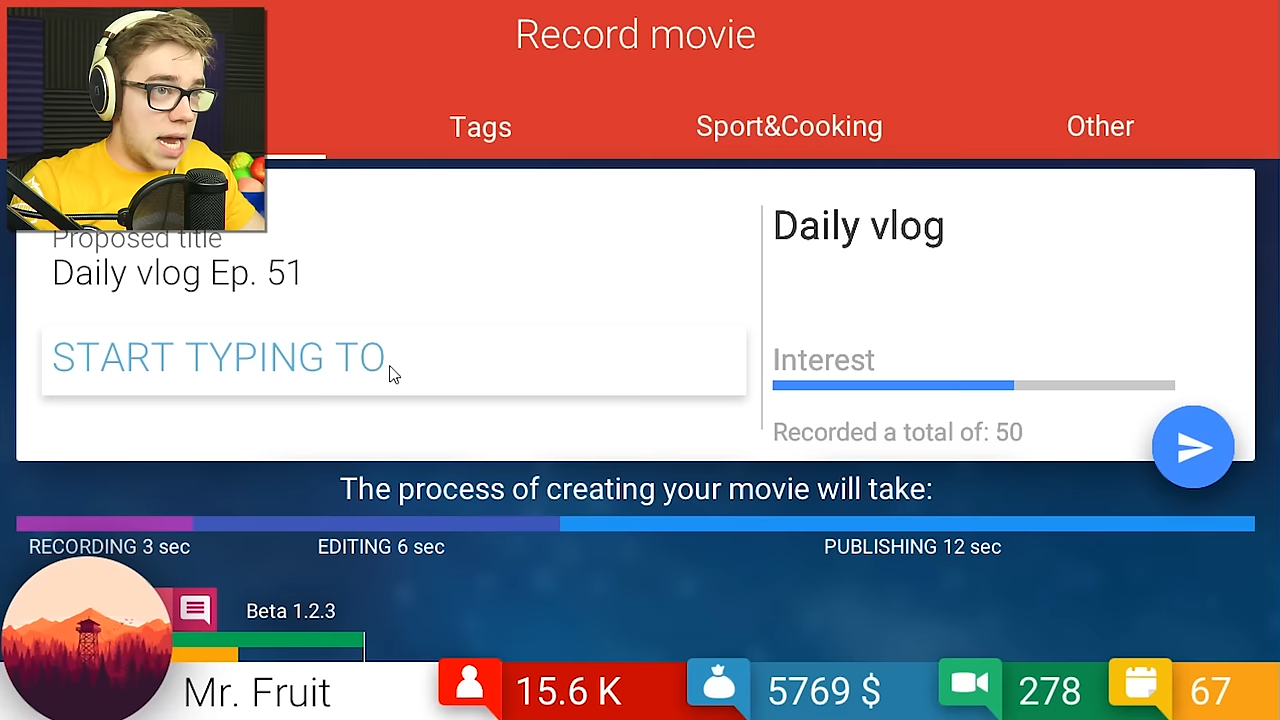 Record movie
Tags
Sport&Cooking
Other
Proposed title
Daily vlog Ep. 51
START TYPING TO
Daily vlog
Interest
Recorded a total of: 50
The process of creating your movie will take:
RECORDING 3 sec
EDITING 6 sec
PUBLISHING 12 sec
Beta 1.2.3
Mr. Fruit
15.6 K
5769 $
278
67